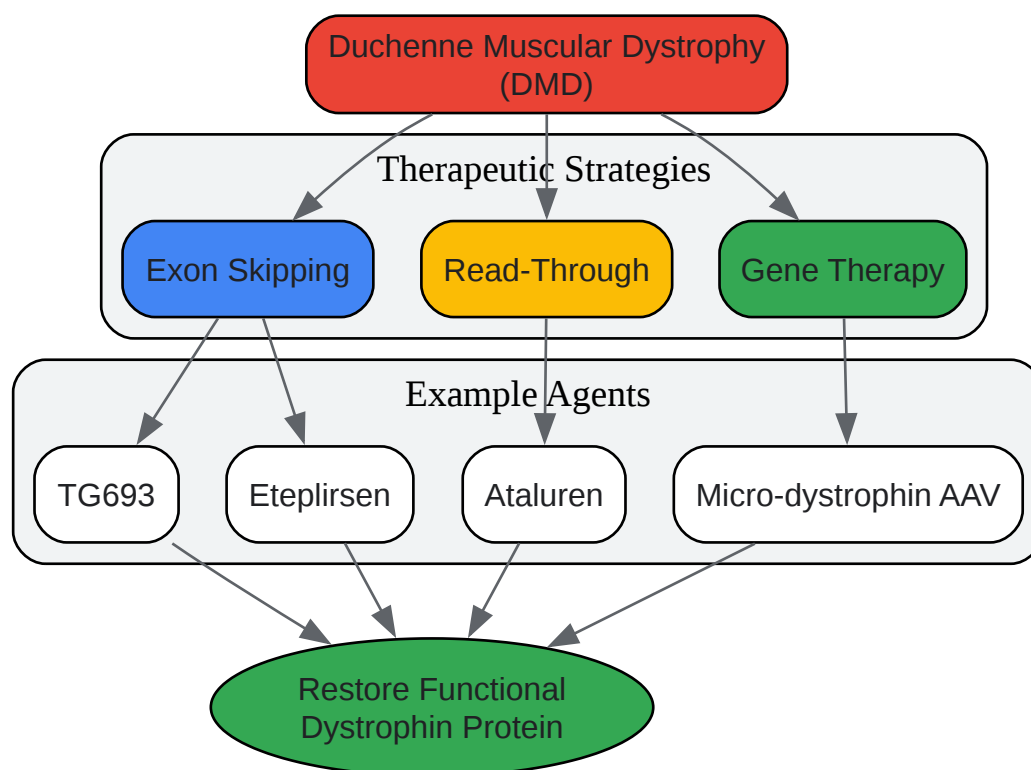 Duchenne Muscular Dystrophy
(DMD)
Therapeutic Strategies
Exon Skipping
Read-Through
Gene Therapy
Example Agents
TG693
Eteplirsen
Ataluren
Micro-dystrophin AAV
Restore Functional
Dystrophin Protein